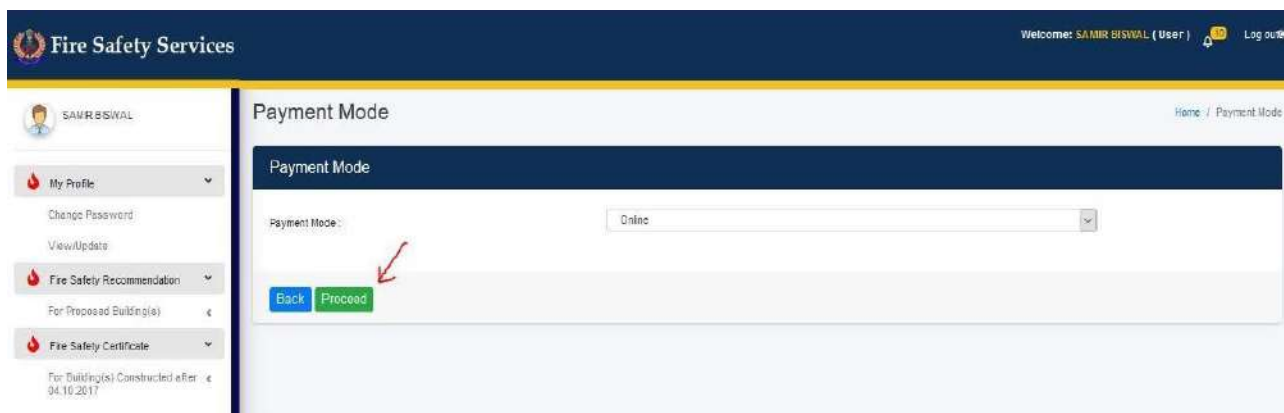 Fire Safety Services
Welcome: SAMIR BISWAL ( User )
Log out
SAMIR BISWAL
Payment Mode
Home / Payment Mode
My Profile
Payment Mode
Change Password
Payment Mode :
Online
View/Update
Fire Safety Recommendation
Back Proceed
For Proposed Building(s)
Fire Safety Certificate
For Building(s) Constructed after
04.10.2017